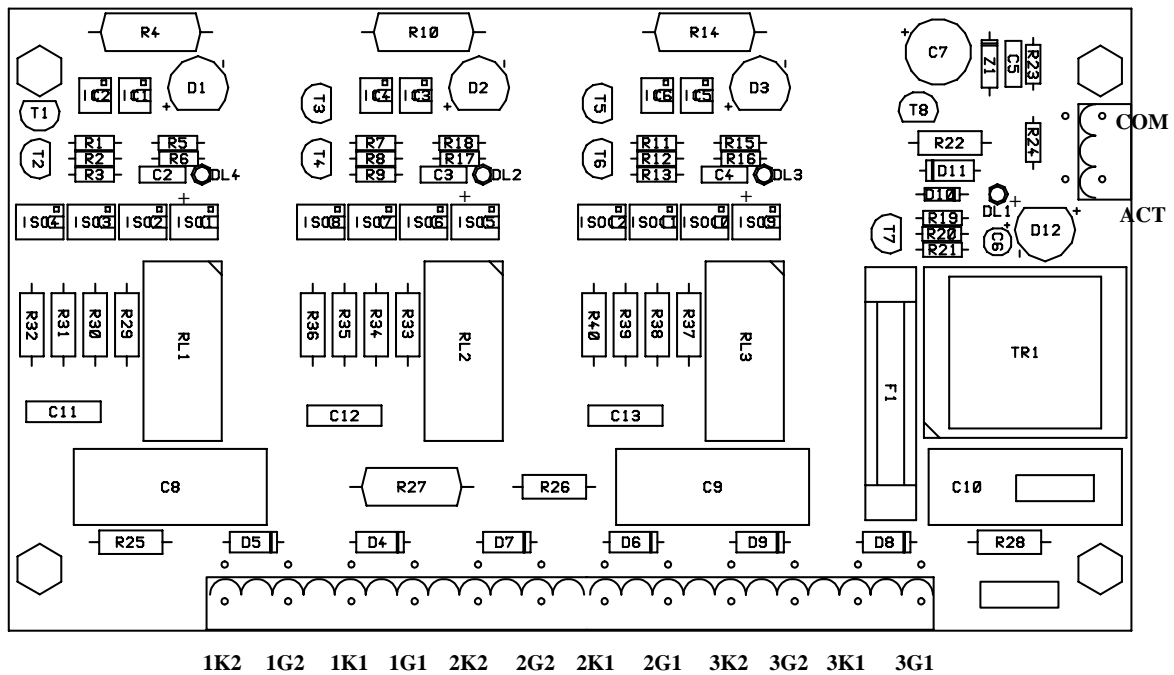 R4 R10 R14
C7 Z1 C5 R23
IC2 IC1 D1 IC4 IC3 D2 IC6 IC5 D3
T1 T3 T5 T8
COM
R1 R5 R7 R18 R11 R15 R22 R24
T2 R2 R6 T4 R8 R17 T6 R12 R16
R3 C2 DL4 R9 C3 DL2 R13 C4 DL3 D11
D10
DL1
ACT
ISO4 ISO3 ISO2 ISO1 ISO8 ISO7 ISO6 ISO5 ISO9
R19
T7 R20 C6 D12
R21
R32 R31 R30 R29 RL1 R36 R35 R34 R33 RL2 R40 R39 R38 R37 RL3 F1 TR1
C11 C12 C13
C8 R27 R26 C9 C10
R25 D5 D4 D7 D6 D9 D8 R28
1K2 1G2 1K1 1G1 2K2 2G2 2K1 2G1 3K2 3G2 3K1 3G1